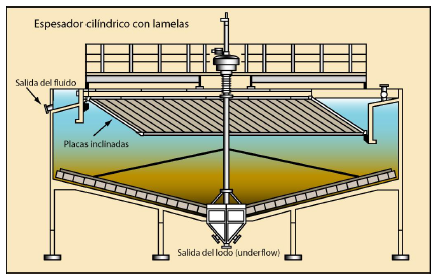 Espesador cilíndrico con lamelas
Salida del fluido
Placas inclinadas
Salida del lodo (underflow)